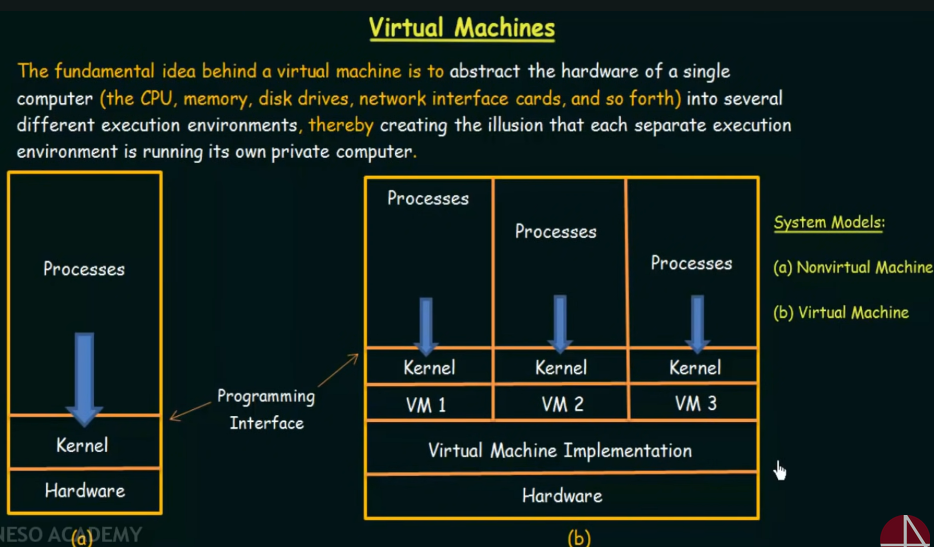 Virtual Machines
The fundamental idea behind a virtual machine is to abstract the hardware of a single
computer (the CPU, memory, disk drives, network interface cards, and so forth) into several
different execution environments, thereby creating the illusion that each separate execution
environment is running its own private computer.
Processes
Kernel
Hardware
(a)
Programming
Interface
Processes
Processes
Processes
Kernel
Kernel
Kernel
VM 1
VM 2
VM 3
Virtual Machine Implementation
Hardware
(b)
System Models:
(a) Nonvirtual Machine
(b) Virtual Machine
NESO ACADEMY